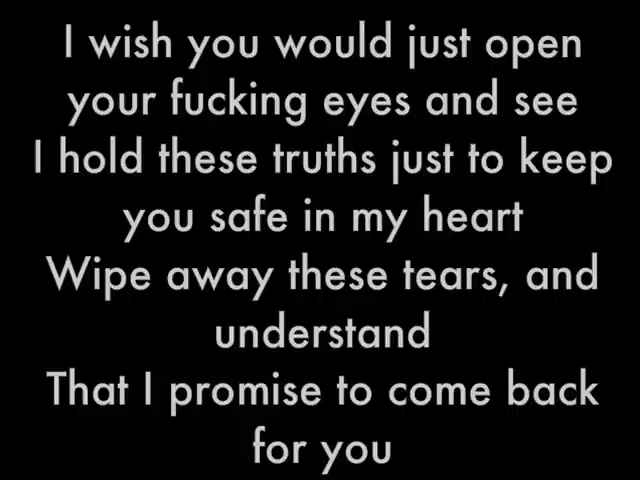 I wish you would just open
your fucking eyes and see
I hold these truths just to keep
you safe in my heart
Wipe away these tears, and
understand
That I promise to come back
for you